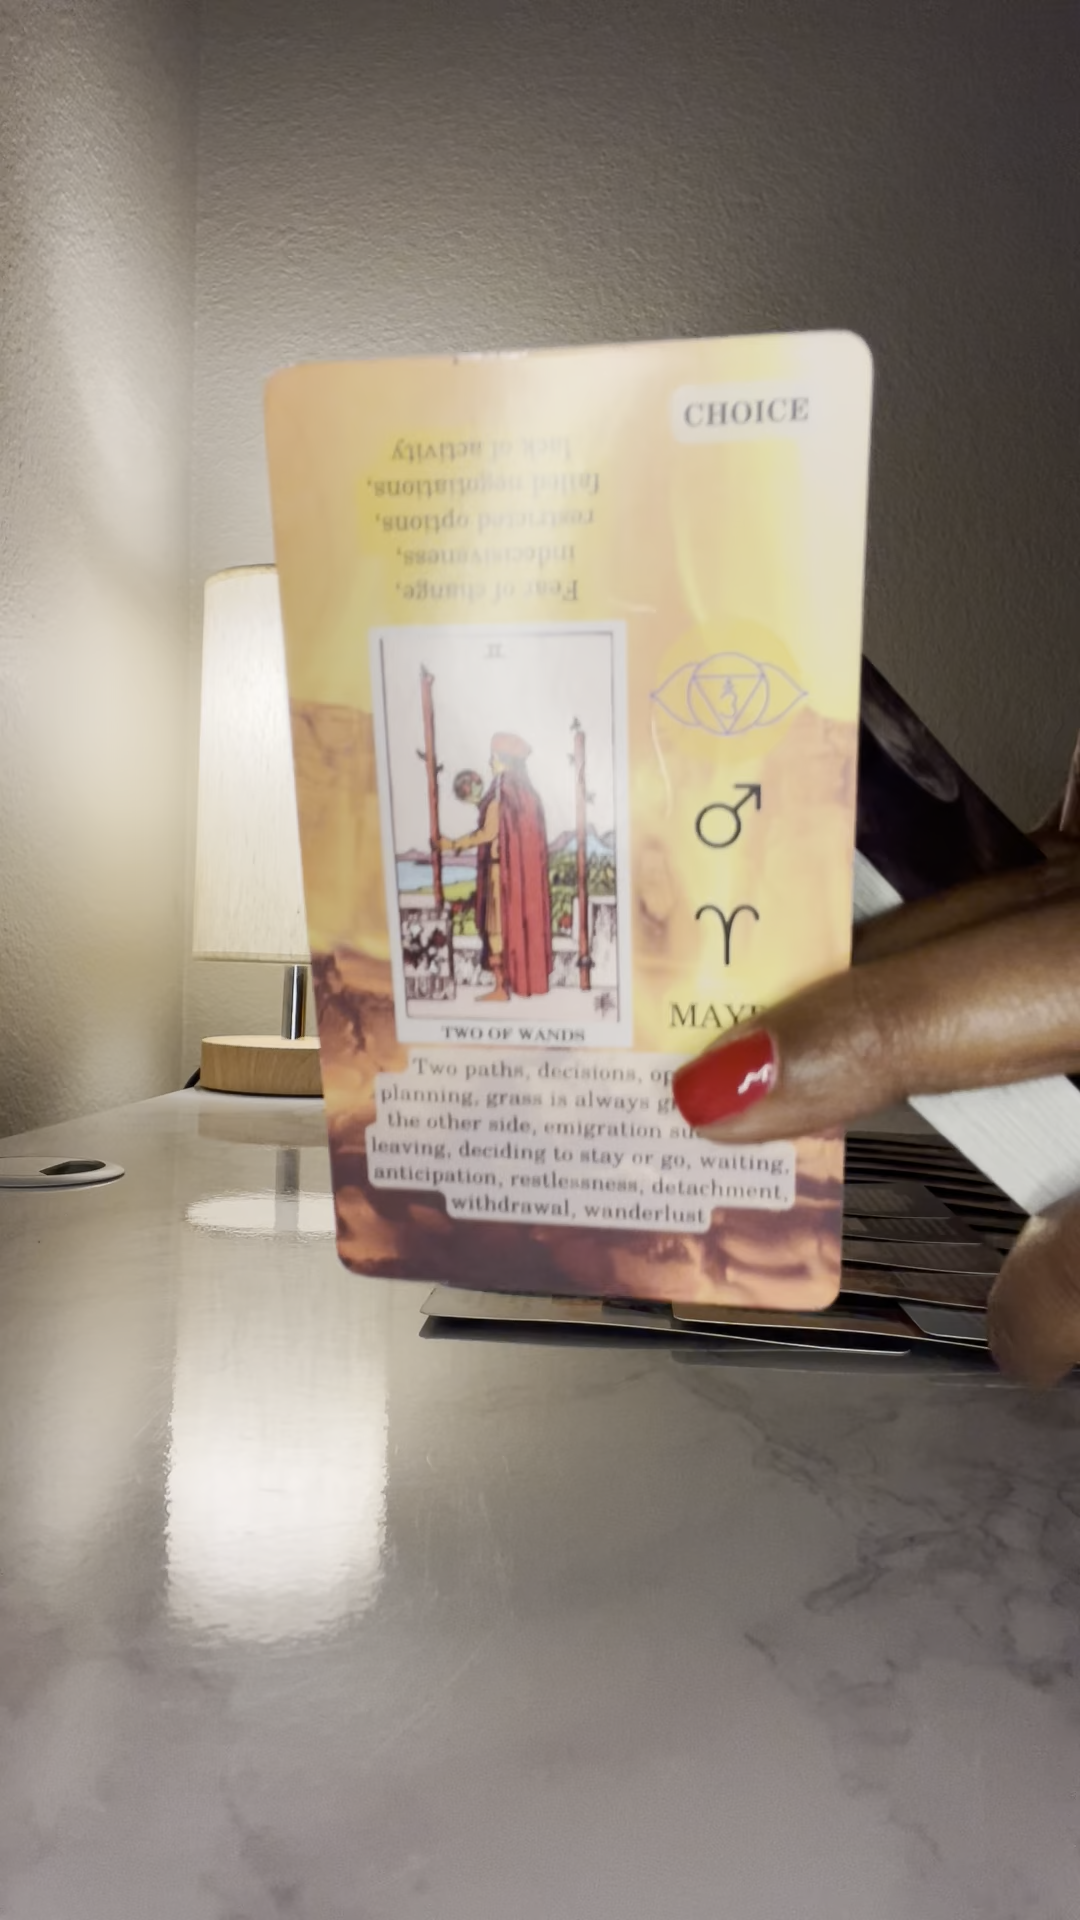 CHOICE
lack of activity
failed negotiations,
restricted options,
indecisiveness,
Fear of change,
II
TWO OF WANDS
Two paths, decisions,
planning, grass is always
the other side, emigration
leaving, deciding to stay or go, waiting,
anticipation, restlessness, detachment,
withdrawal, wanderlust